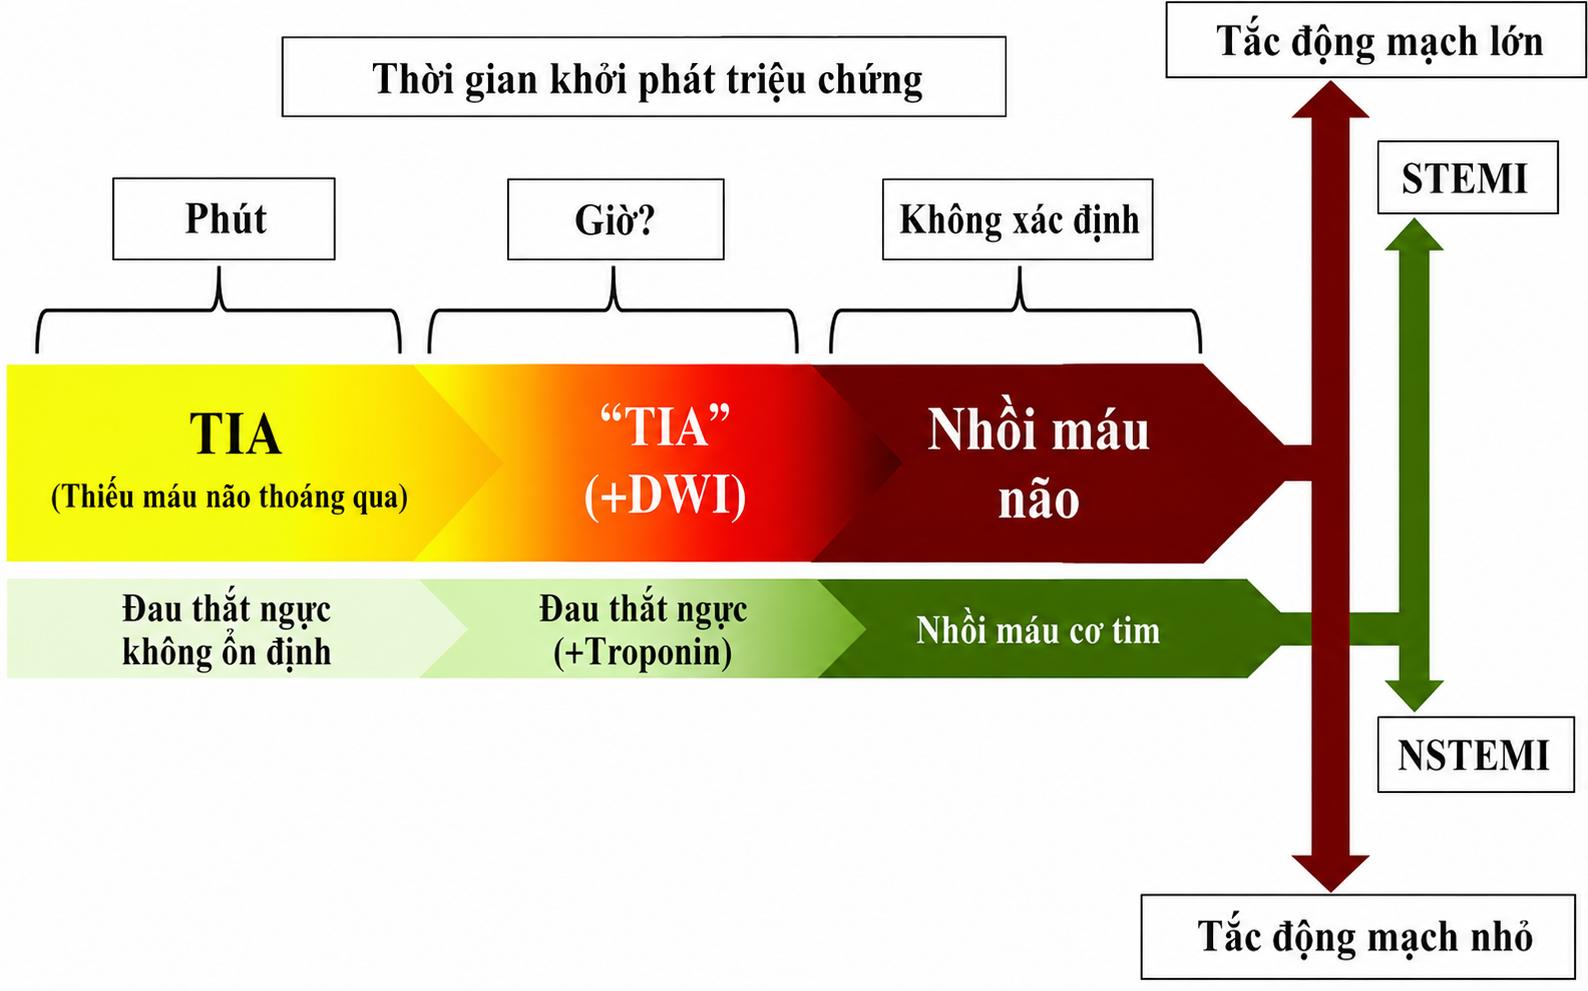 Tắc động mạch lớn
Thời gian khởi phát triệu chứng
STEMI
Phút
Giờ?
Không xác định
TIA
(Thiếu máu não thoáng qua)
“TIA”
(+DWI)
Nhồi máu
não
Đau thắt ngực
không ổn định
Đau thắt ngực
(+Troponin)
Nhồi máu cơ tim
NSTEMI
Tắc động mạch nhỏ